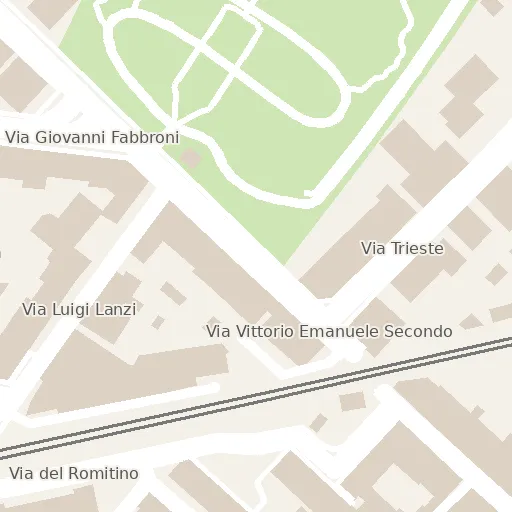 Via Giovanni Fabbroni
Via Trieste
Via Luigi Lanzi
Via Vittorio Emanuele Secondo
Via del Romitino